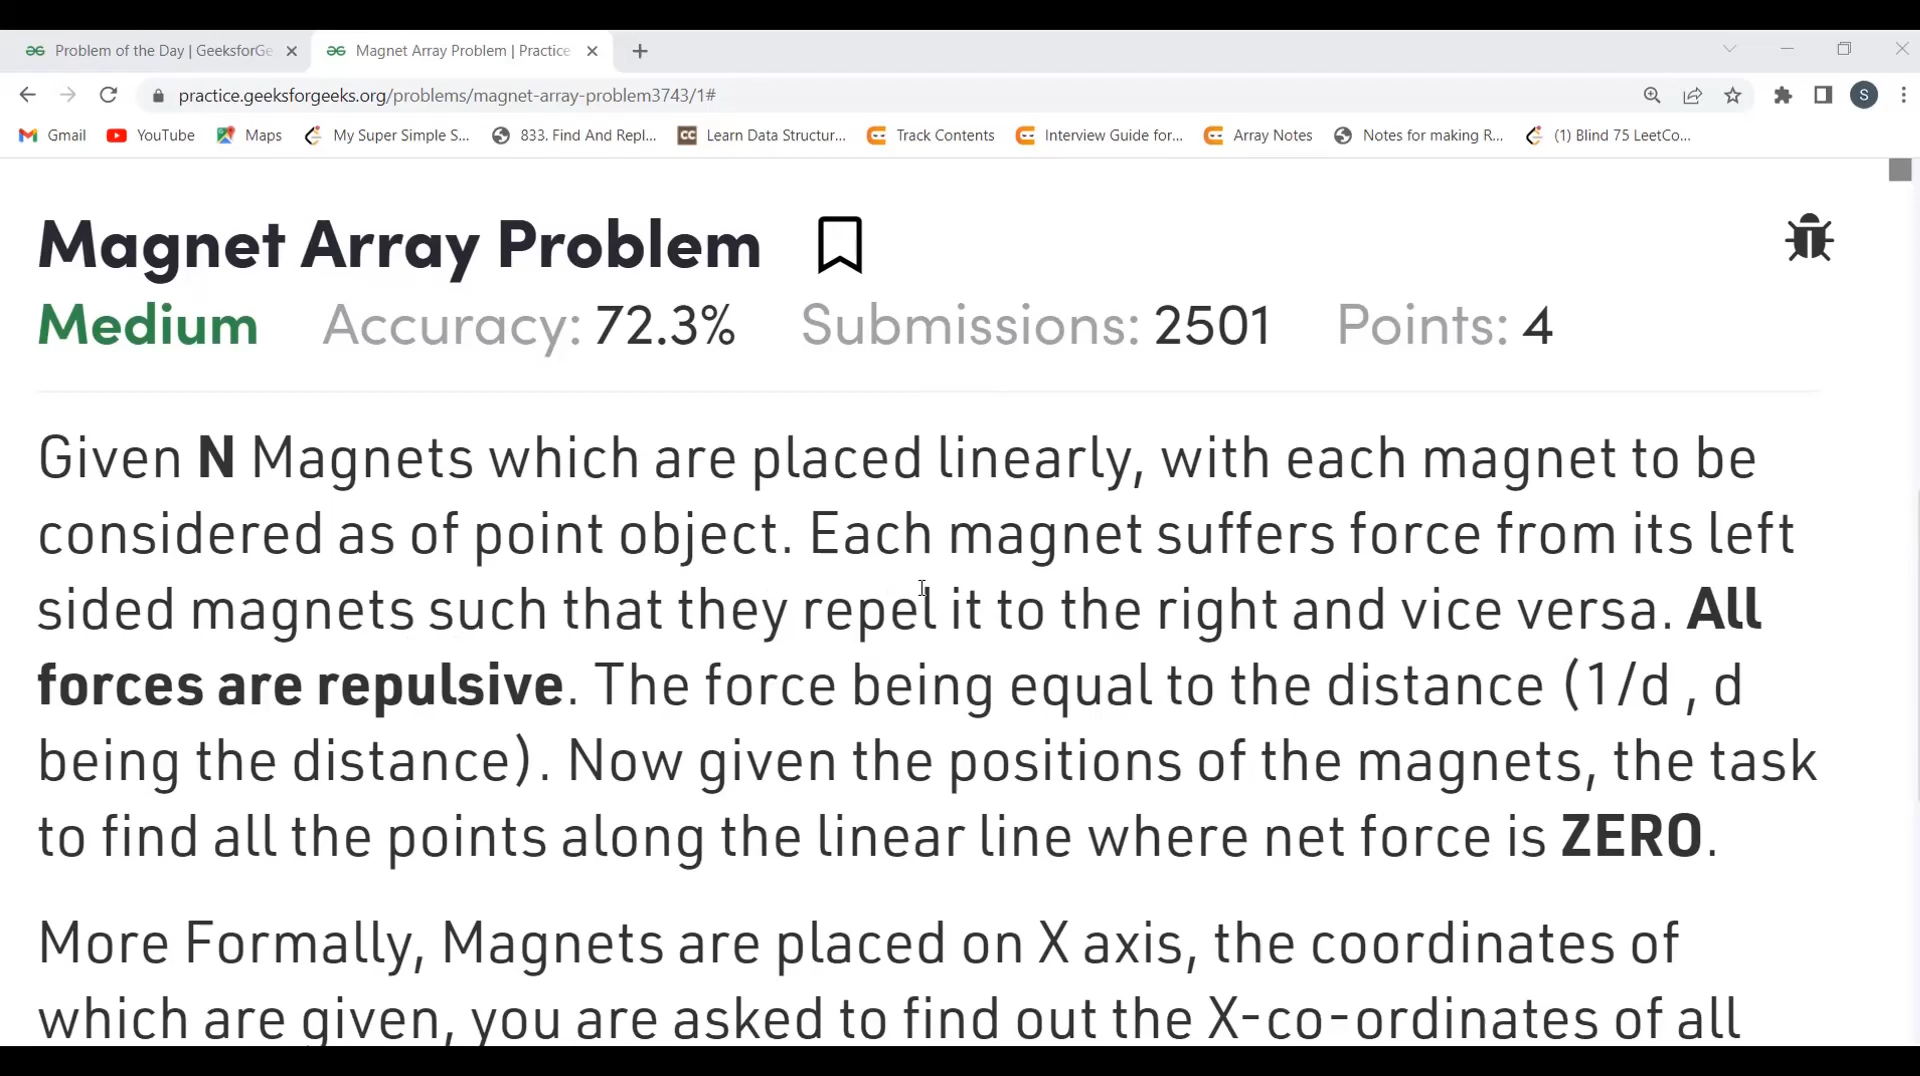 Problem of the Day | GeeksforGe
Magnet Array Problem | Practice
practice.geeksforgeeks.org/problems/magnet-array-problem3743/1#
S
Gmail
YouTube
Maps
My Super Simple S...
833. Find And Repl...
CC Learn Data Structur...
Track Contents
Interview Guide for...
Array Notes
Notes for making R...
(1) Blind 75 LeetCo...
Magnet Array Problem
Medium Accuracy: 72.3% Submissions: 2501 Points: 4
Given N Magnets which are placed linearly, with each magnet to be
considered as of point object. Each magnet suffers force from its left
sided magnets such that they repel it to the right and vice versa. All
forces are repulsive. The force being equal to the distance (1/d , d
being the distance). Now given the positions of the magnets, the task
to find all the points along the linear line where net force is ZERO.
More Formally, Magnets are placed on X axis, the coordinates of
which are given, you are asked to find out the X-co-ordinates of all